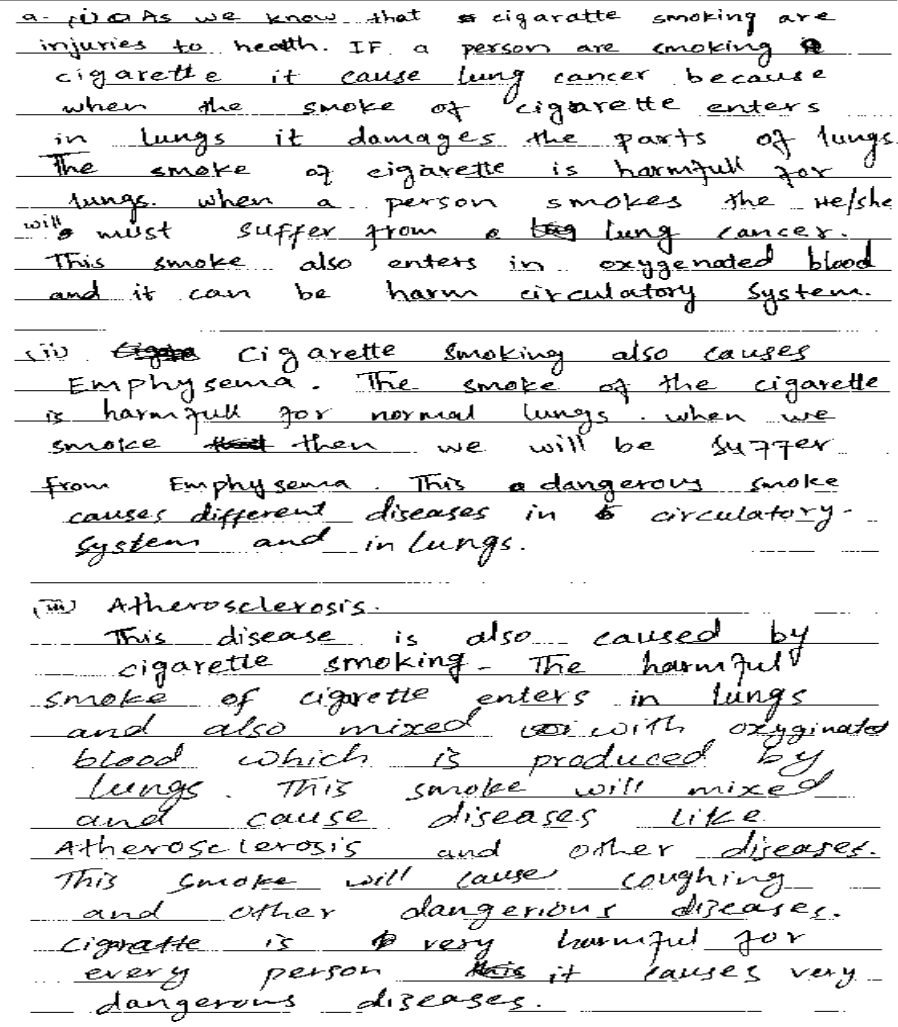 a- (i) As we know that cigaratte smoking are
injuries to health. IF a person are smoking
cigarette it cause lung cancer because
when the smoke of cigarette enters
in lungs it damages the parts of lungs.
The smoke of cigarette is harmfull for
lungs. when a person smokes the He/she
will must suffer from a lung cancer.
This smoke also enters in oxygenated blood
and it can be harm circulatory system.
(ii) Cigarette smoking also causes
Emphysema. The smoke of the cigarette
is harmfull for normal lungs. when we
smoke then we will be suffer
from Emphysema. This a dangerous smoke
causes different diseases in circulatory-
system and in lungs.
(iii) Atherosclerosis.
This disease is also caused by
cigarette smoking- The harmful
smoke of cigarette enters in lungs
and also mixed with oxyginated
blood which is produced by
lungs. This smoke will mixed
and cause diseases like
Atherosclerosis and other diseases.
This smoke will cause coughing
and other dangerious diseases.
cigratte is very harmful for
every person it causes very
dangerous diseases.